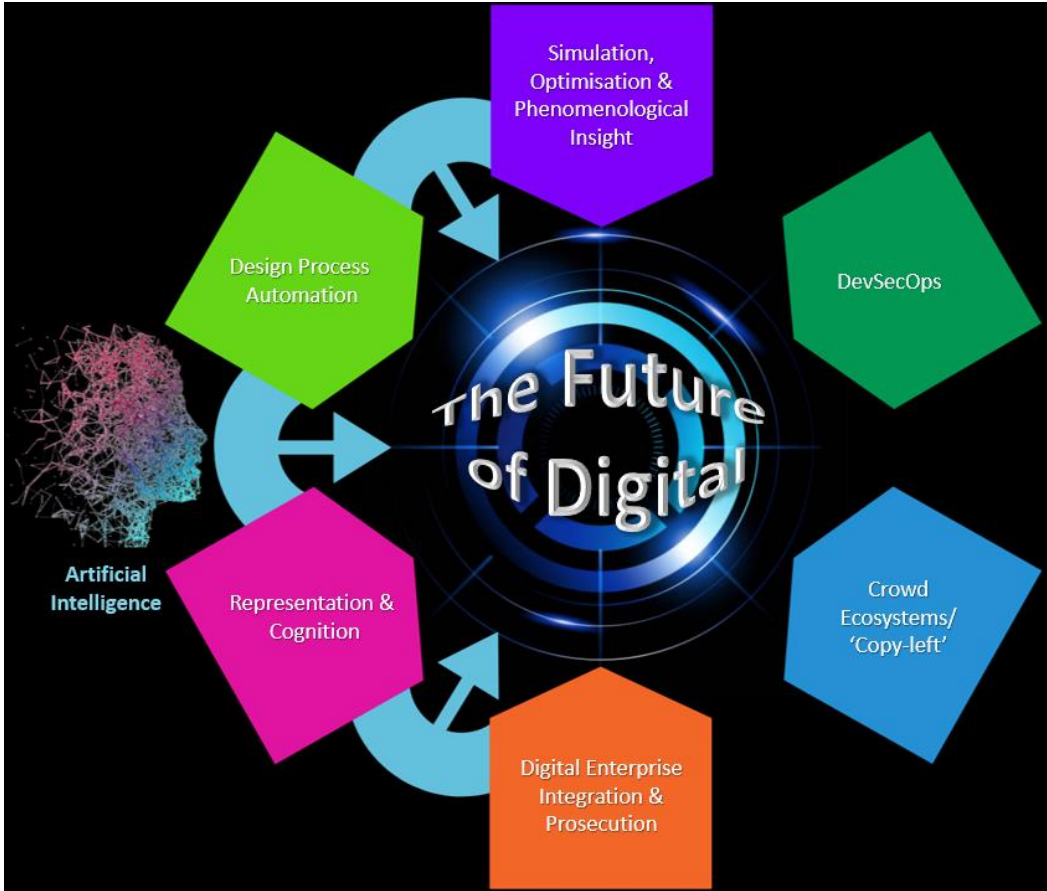 Simulation,
Optimisation &
Phenomenological
Insight
Design Process
Automation
DevSecOps
The Future
of Digital
Artificial
Intelligence
Representation &
Cognition
Crowd
Ecosystems/
‘Copy-left’
Digital Enterprise
Integration &
Prosecution